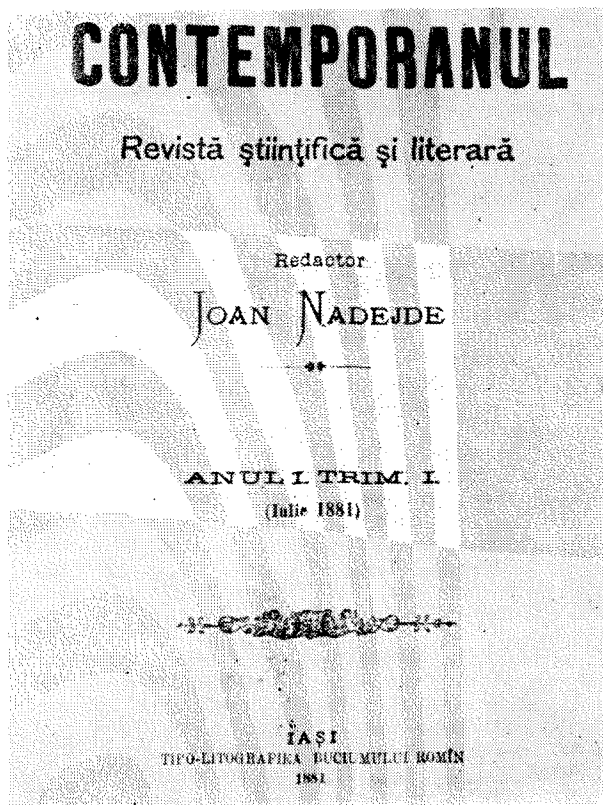 CONTEMPORANUL
Revistă ştiinţifică şi literară
Redactor
JOAN NADEJDE
ANUL I. TRIM. I.
(Iulie 1881)
IAŞI
TIPO-LITOGRAFIA BUCIUMULUI ROMÎN
1881